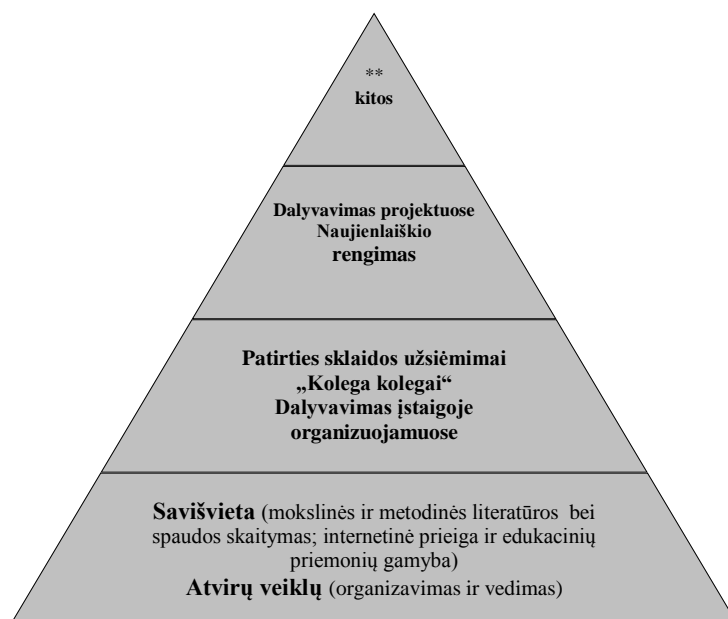 **
kitos
Dalyvavimas projektuose
Naujienlaiškio
rengimas
Patirties sklaidos užsiėmimai
„Kolega kolegai“
Dalyvavimas įstaigoje
organizuojamuose
Savišvieta (mokslinės ir metodinės literatūros bei
spaudos skaitymas; internetinė prieiga ir edukacinių
priemonių gamyba)
Atvirų veiklų (organizavimas ir vedimas)